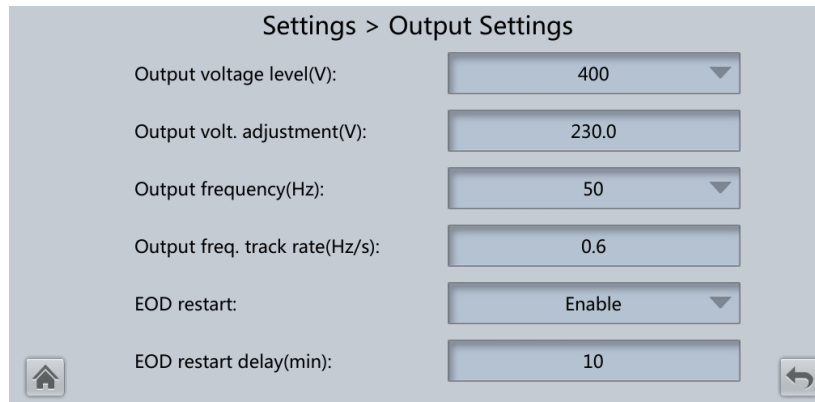 Settings > Output Settings
Output voltage level(V): 400
Output volt. adjustment(V): 230.0
Output frequency(Hz): 50
Output freq. track rate(Hz/s): 0.6
EOD restart: Enable
EOD restart delay(min): 10